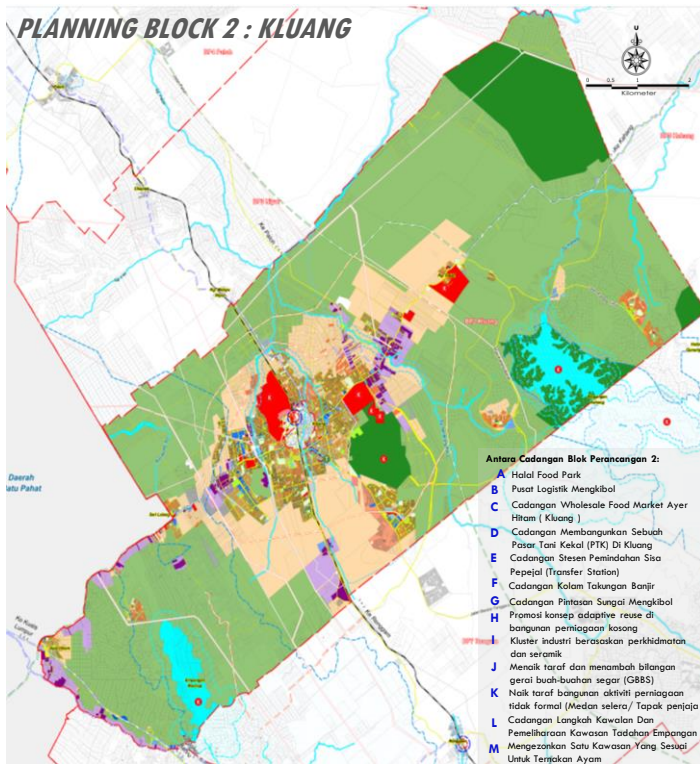 PLANNING BLOCK 2 : KLUANG
U
0 0.5 1 2
Kilometer
Daerah
Batu Pahat
Ke Kuala
Lumpur
Antara Cadangan Blok Perancangan 2:
A Halal Food Park
B Pusat Logistik Mengkibol
C Cadangan Wholesale Food Market Ayer
Hitam ( Kluang )
D Cadangan Membangunkan Sebuah
Pasar Tani Kekal (PTK) Di Kluang
E Cadangan Stesen Pemindahan Sisa
Pepejal (Transfer Station)
F Cadangan Kolam Takungan Banjir
G Cadangan Pintasan Sungai Mengkibol
H Promosi konsep adaptive reuse di
bangunan perniagaan kosong
I Kluster industri berasaskan perkhidmatan
dan seramik
J Menaik taraf dan menambah bilangan
gerai buah-buahan segar (GBBS)
K Naik taraf bangunan aktiviti perniagaan
tidak formal (Medan selera/ Tapak penjaja
L Cadangan Langkah Kawalan Dan
Pemeliharaan Kawasan Tadahan Empangan
M Mengezonkan Satu Kawasan Yang Sesuai
Untuk Ternakan Ayam